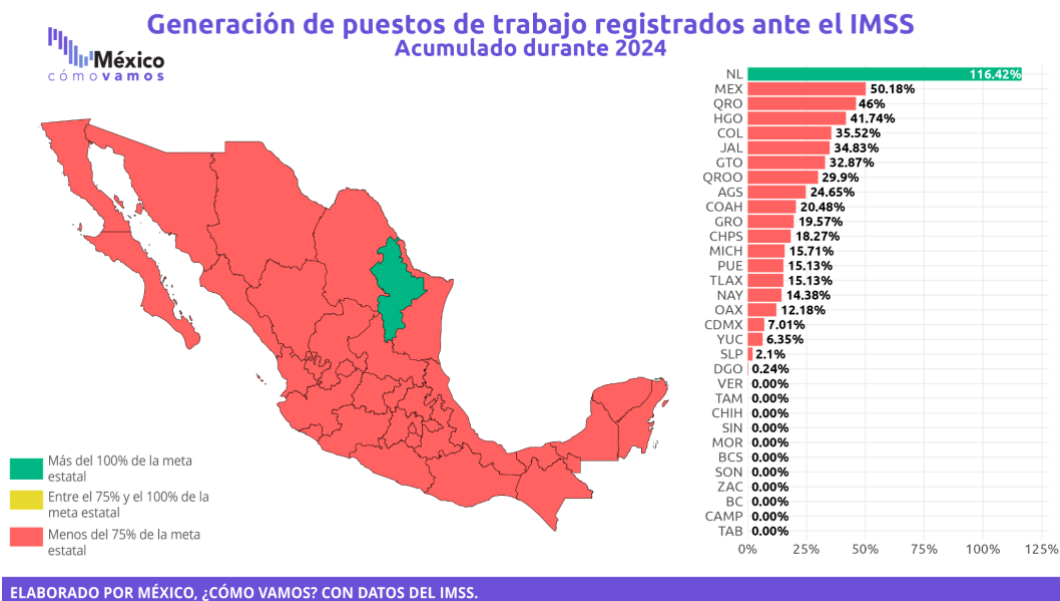 Generación de puestos de trabajo registrados ante el IMSS
Acumulado durante 2024
México
cómo vamos
NL 116.42%
MEX 50.18%
QRO 46%
HGO 41.74%
COL 35.52%
JAL 34.83%
GTO 32.87%
QROO 29.9%
AGS 24.65%
COAH 20.48%
GRO 19.57%
CHPS 18.27%
MICH 15.71%
PUE 15.13%
TLAX 15.13%
NAY 14.38%
OAX 12.18%
CDMX 7.01%
YUC 6.35%
SLP 2.1%
DGO 0.24%
VER 0.00%
TAM 0.00%
CHIH 0.00%
SIN 0.00%
MOR 0.00%
BCS 0.00%
SON 0.00%
ZAC 0.00%
BC 0.00%
CAMP 0.00%
TAB 0.00%
0% 25% 50% 75% 100% 125%
Más del 100% de la meta
estatal
Entre el 75% y el 100% de la
meta estatal
Menos del 75% de la meta
estatal
ELABORADO POR MÉXICO, ¿CÓMO VAMOS? CON DATOS DEL IMSS.